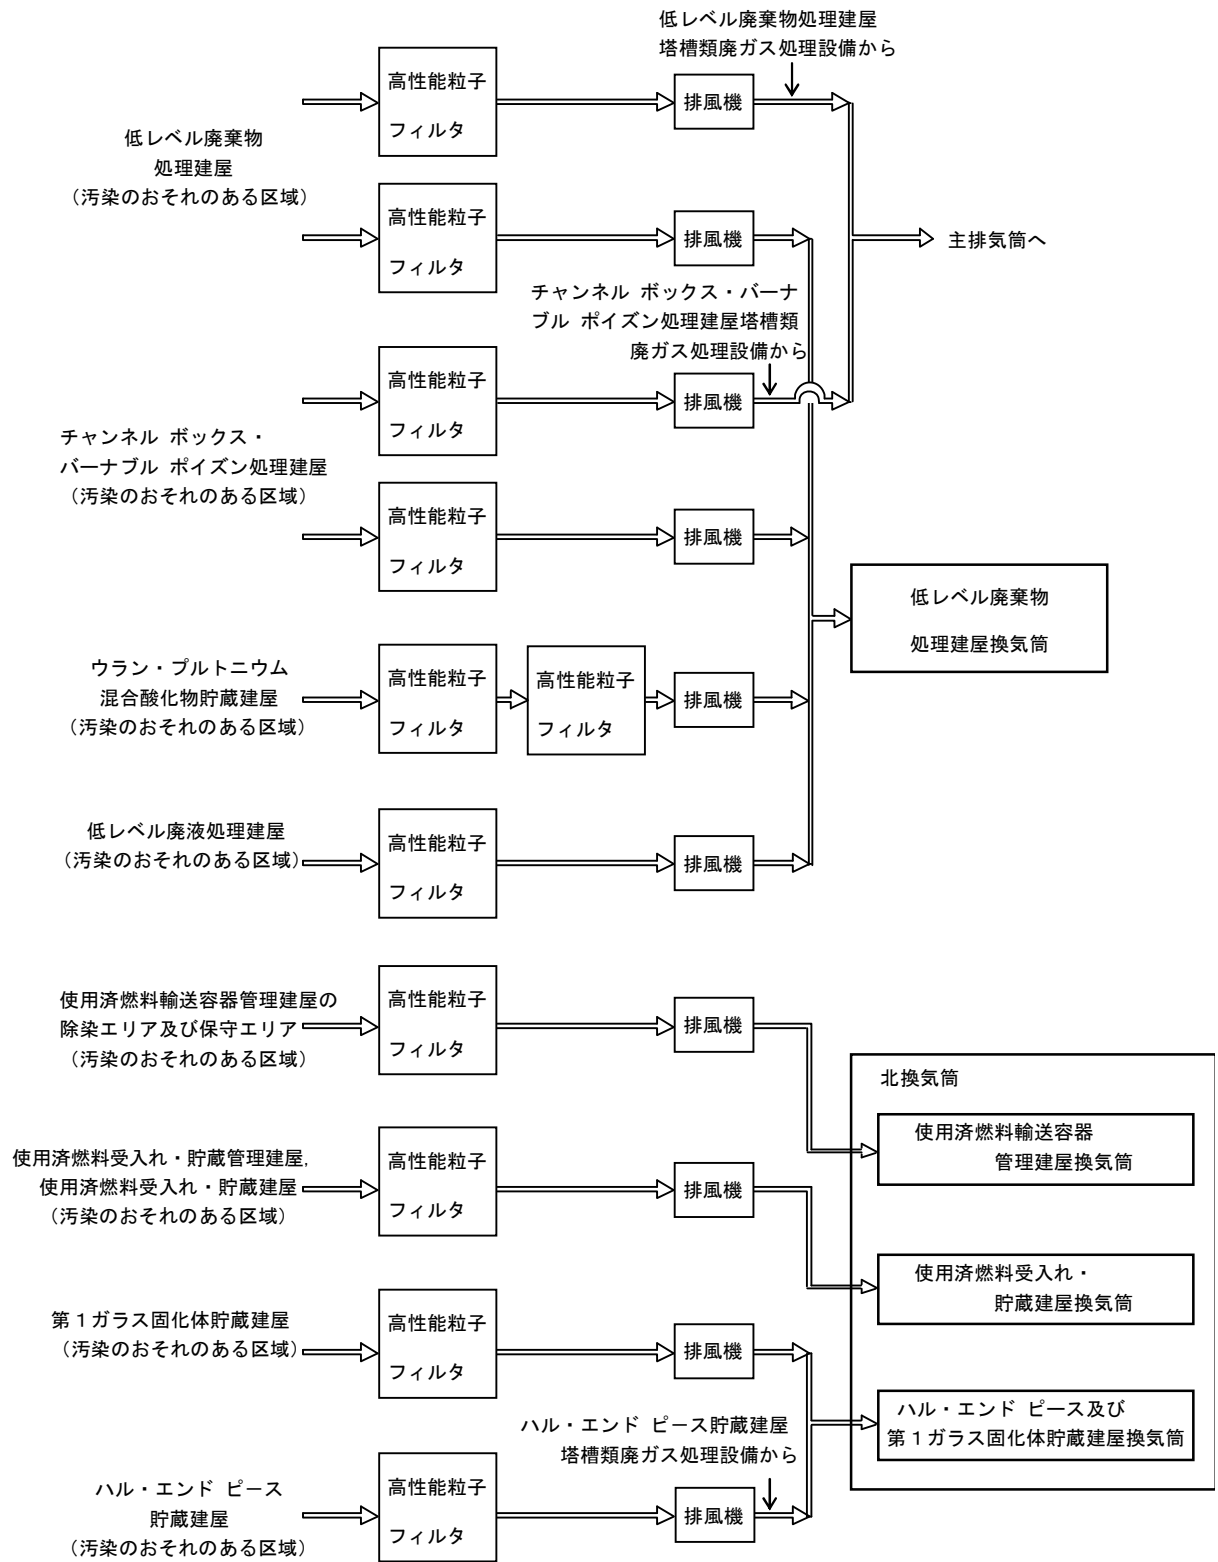 低レベル廃棄物処理建屋
塔槽類廃ガス処理設備から
高性能粒子
フィルタ
排風機
低レベル廃棄物
処理建屋
（汚染のおそれのある区域）
高性能粒子
フィルタ
排風機
主排気筒へ
チャンネル ボックス・バーナ
ブル ポイズン処理建屋塔槽類
廃ガス処理設備から
高性能粒子
フィルタ
排風機
チャンネル ボックス・
バーナブル ポイズン処理建屋
（汚染のおそれのある区域）
高性能粒子
フィルタ
排風機
低レベル廃棄物
処理建屋換気筒
ウラン・プルトニウム
混合酸化物貯蔵建屋
（汚染のおそれのある区域）
高性能粒子
フィルタ
高性能粒子
フィルタ
排風機
低レベル廃液処理建屋
（汚染のおそれのある区域）
高性能粒子
フィルタ
排風機
使用済燃料輸送容器管理建屋の
除染エリア及び保守エリア
（汚染のおそれのある区域）
高性能粒子
フィルタ
排風機
北換気筒
使用済燃料輸送容器
管理建屋換気筒
使用済燃料受入れ・貯蔵管理建屋,
使用済燃料受入れ・貯蔵建屋
（汚染のおそれのある区域）
高性能粒子
フィルタ
排風機
使用済燃料受入れ・
貯蔵建屋換気筒
第１ガラス固化体貯蔵建屋
（汚染のおそれのある区域）
高性能粒子
フィルタ
排風機
ハル・エンド ピース及び
第１ガラス固化体貯蔵建屋換気筒
ハル・エンド ピース貯蔵建屋
塔槽類廃ガス処理設備から
ハル・エンド ピース
貯蔵建屋
（汚染のおそれのある区域）
高性能粒子
フィルタ
排風機